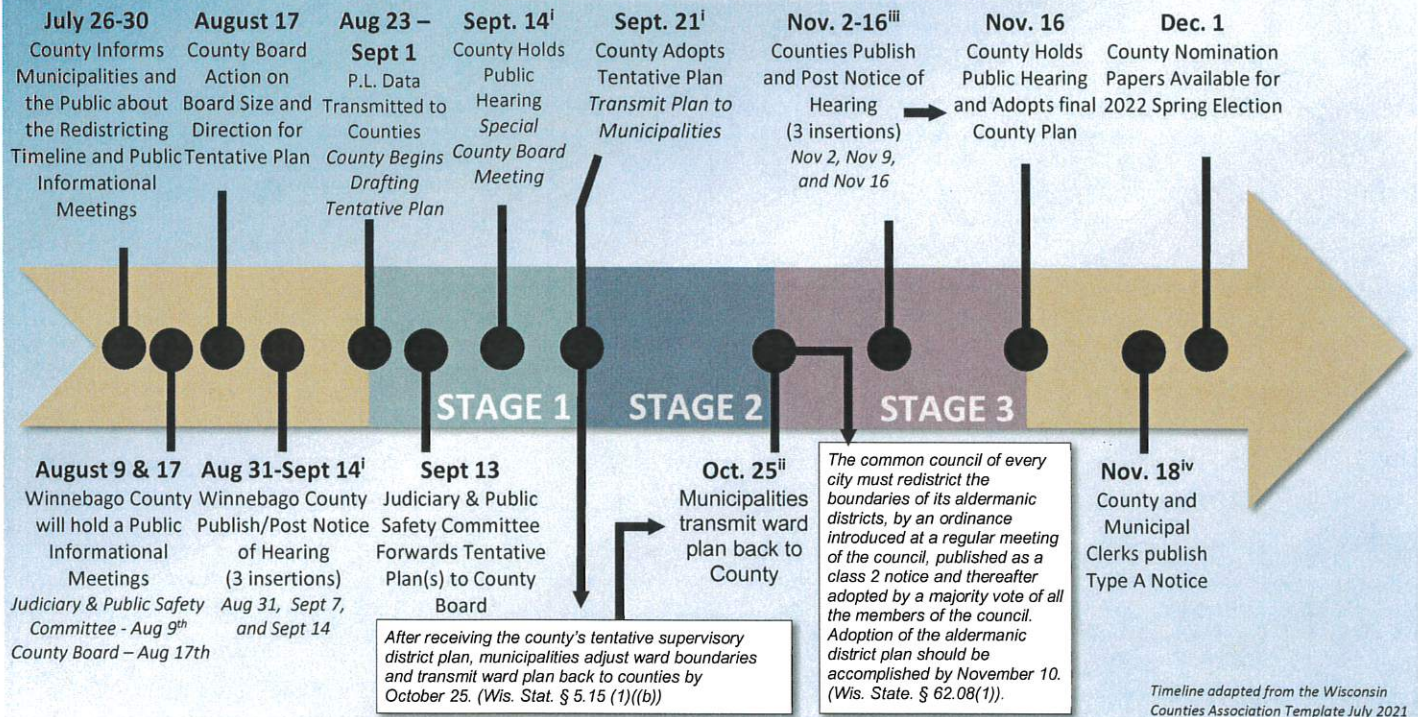 July 26-30
County Informs
Municipalities and
the Public about
the Redistricting
Timeline and Public
Informational
Meetings
August 17
County Board
Action on
Board Size and
Direction for
Tentative Plan
Aug 23 –
Sept 1
P.L. Data
Transmitted to
Counties
County Begins
Drafting
Tentative Plan
Sept. 14ⁱ
County Holds
Public
Hearing
Special
County Board
Meeting
Sept. 21ⁱ
County Adopts
Tentative Plan
Transmit Plan to
Municipalities
Nov. 2-16ⁱⁱⁱ
Counties Publish
and Post Notice of
Hearing
(3 insertions)
Nov 2, Nov 9,
and Nov 16
Nov. 16
County Holds
Public Hearing
and Adopts final
County Plan
Dec. 1
County Nomination
Papers Available for
2022 Spring Election
STAGE 1
STAGE 2
STAGE 3
August 9 & 17
Winnebago County
will hold a Public
Informational
Meetings
Judiciary & Public Safety
Committee - Aug 9th
County Board – Aug 17th
Aug 31-Sept 14ⁱ
Winnebago County
Publish/Post Notice
of Hearing
(3 insertions)
Aug 31, Sept 7,
and Sept 14
Sept 13
Judiciary & Public
Safety Committee
Forwards Tentative
Plan(s) to County
Board
After receiving the county's tentative supervisory
district plan, municipalities adjust ward boundaries
and transmit ward plan back to counties by
October 25. (Wis. Stat. § 5.15 (1)((b))
Oct. 25ⁱⁱ
Municipalities
transmit ward
plan back to
County
The common council of every
city must redistrict the
boundaries of its aldermanic
districts, by an ordinance
introduced at a regular meeting
of the council, published as a
class 2 notice and thereafter
adopted by a majority vote of all
the members of the council.
Adoption of the aldermanic
district plan should be
accomplished by November 10.
(Wis. State. § 62.08(1)).
Nov. 18ⁱᵛ
County and
Municipal
Clerks publish
Type A Notice
Timeline adapted from the Wisconsin
Counties Association Template July 2021